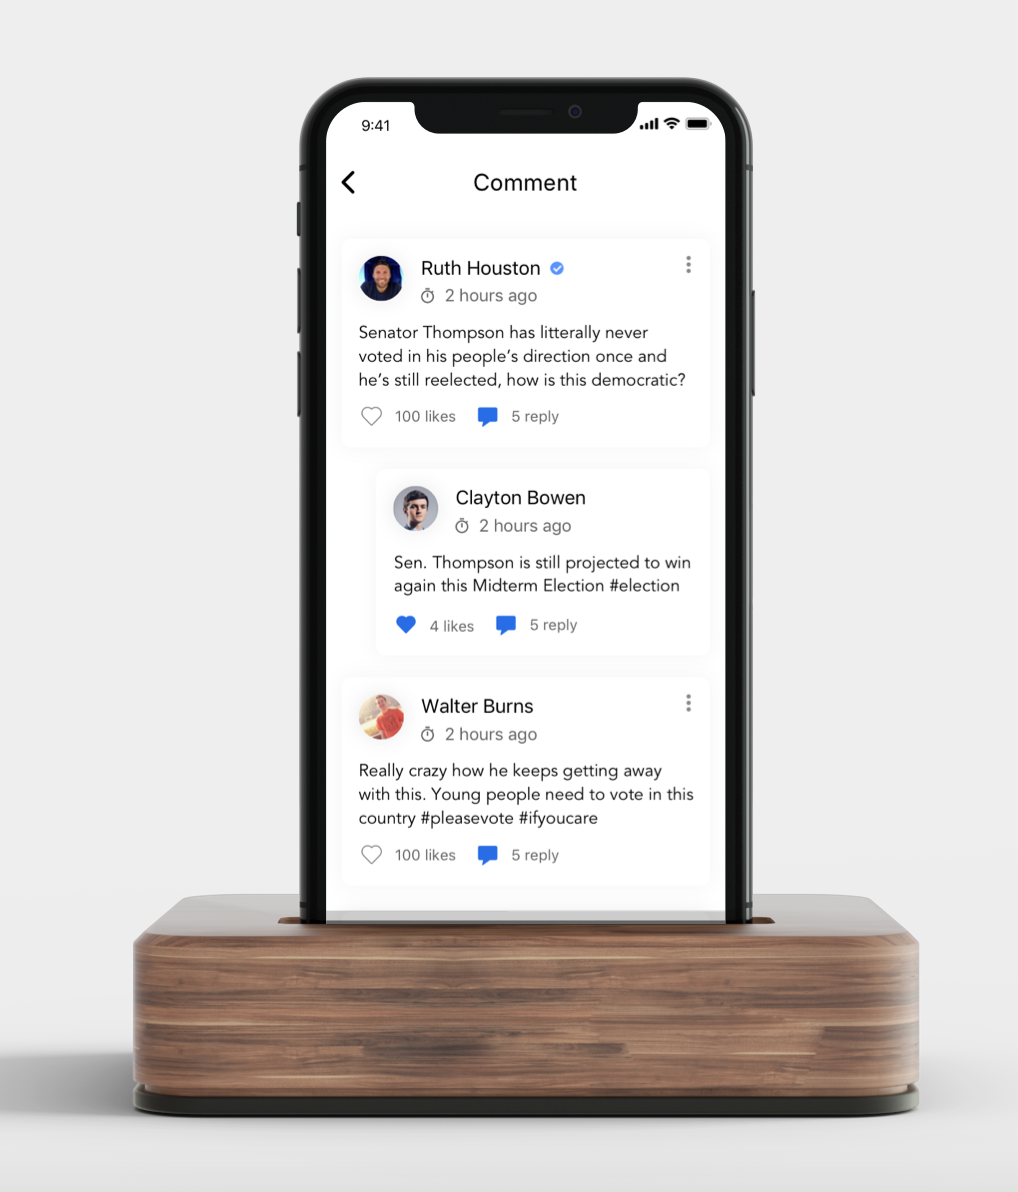 9:41
Comment
Ruth Houston
2 hours ago
Senator Thompson has litterally never
voted in his people's direction once and
he's still reelected, how is this democratic?
100 likes 5 reply
Clayton Bowen
2 hours ago
Sen. Thompson is still projected to win
again this Midterm Election #election
4 likes 5 reply
Walter Burns
2 hours ago
Really crazy how he keeps getting away
with this. Young people need to vote in this
country #pleasevote #ifyoucare
100 likes 5 reply